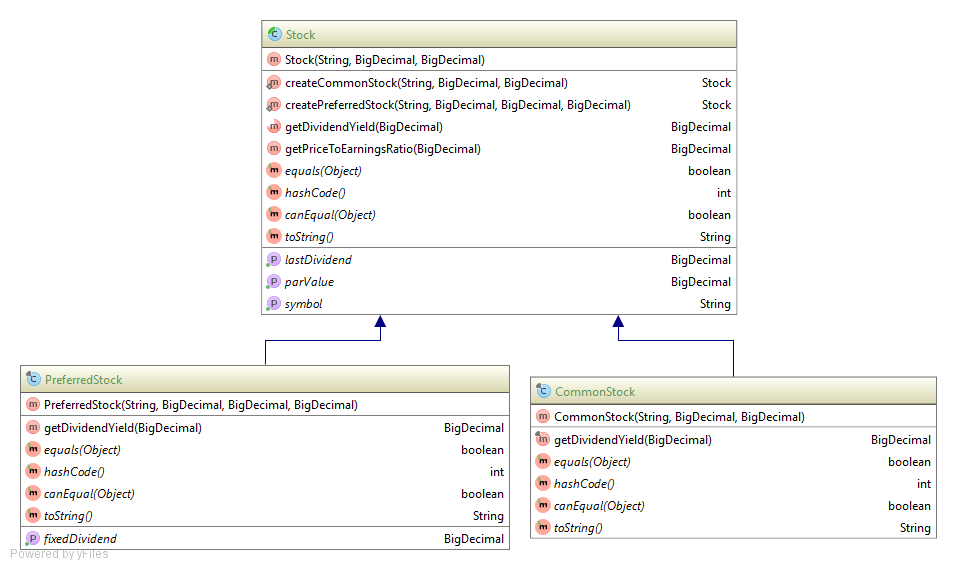 Stock
Stock(String, BigDecimal, BigDecimal)
createCommonStock(String, BigDecimal, BigDecimal) Stock
createPreferredStock(String, BigDecimal, BigDecimal, BigDecimal) Stock
getDividendYield(BigDecimal) BigDecimal
getPriceToEarningsRatio(BigDecimal) BigDecimal
equals(Object) boolean
hashCode() int
canEqual(Object) boolean
toString() String
lastDividend BigDecimal
parValue BigDecimal
symbol String
PreferredStock
PreferredStock(String, BigDecimal, BigDecimal, BigDecimal)
getDividendYield(BigDecimal) BigDecimal
equals(Object) boolean
hashCode() int
canEqual(Object) boolean
toString() String
fixedDividend BigDecimal
CommonStock
CommonStock(String, BigDecimal, BigDecimal)
getDividendYield(BigDecimal) BigDecimal
equals(Object) boolean
hashCode() int
canEqual(Object) boolean
toString() String
Powered by yFiles